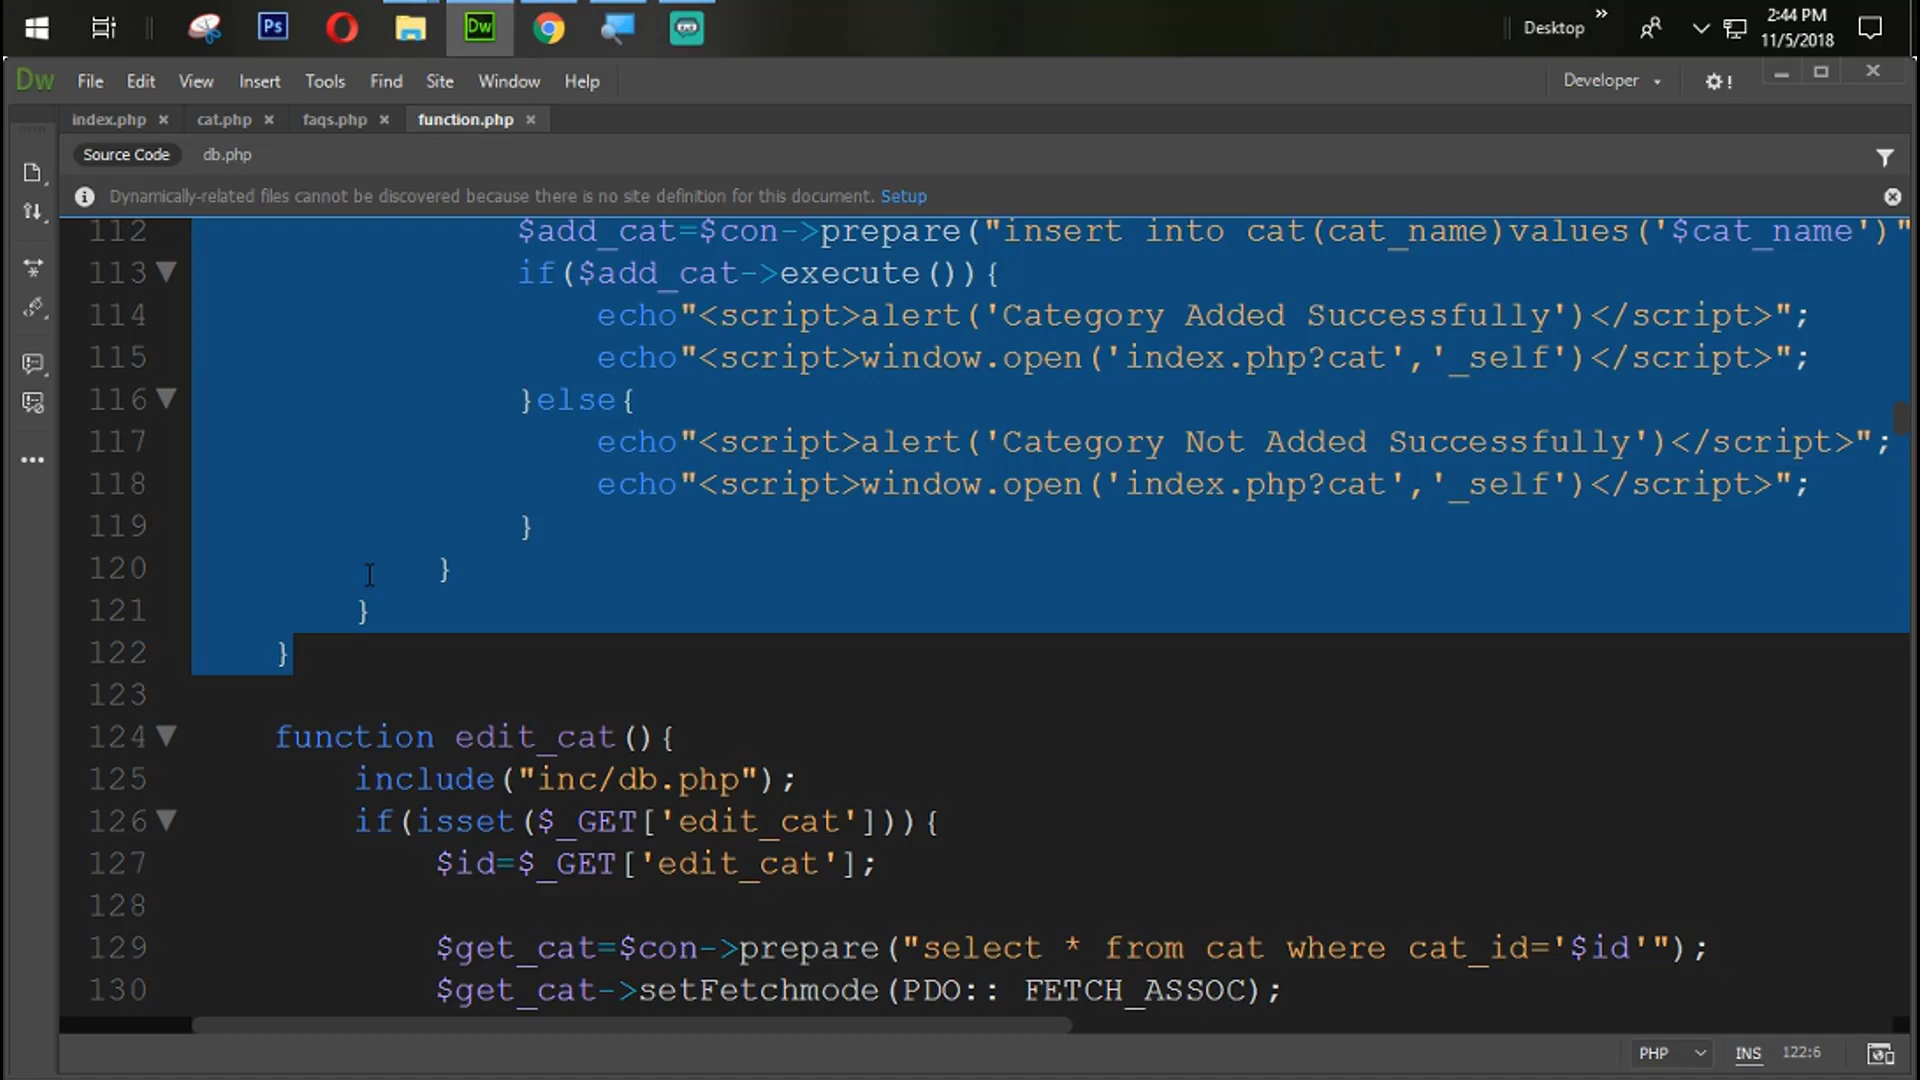 Ps
Dw
Desktop
»
2:44 PM
11/5/2018
Dw File Edit View Insert Tools Find Site Window Help Developer
index.php × cat.php × faqs.php × function.php ×
Source Code db.php
Dynamically-related files cannot be discovered because there is no site definition for this document. Setup
112 $add_cat=$con->prepare("insert into cat(cat_name)values('$cat_name')"
113 if($add_cat->execute()){
114 echo"<script>alert('Category Added Successfully')</script>";
115 echo"<script>window.open('index.php?cat','_self')</script>";
116 }else{
117 echo"<script>alert('Category Not Added Successfully')</script>";
118 echo"<script>window.open('index.php?cat','_self')</script>";
119 }
120 }
121 }
122 }
123
124 function edit_cat(){
125 include("inc/db.php");
126 if(isset($_GET['edit_cat'])){
127 $id=$_GET['edit_cat'];
128
129 $get_cat=$con->prepare("select * from cat where cat_id='$id'");
130 $get_cat->setFetchmode(PDO:: FETCH_ASSOC);
PHP INS 122:6